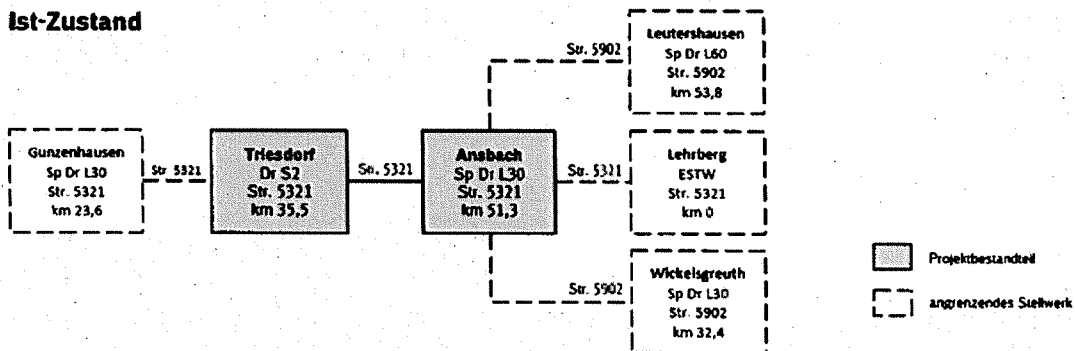 Ist-Zustand
Leutershausen
Sp Dr L60
Str. 5902
km 53,8
Str. 5902
Gunzenhausen
Sp Dr L30
Str. 5321
km 23,6
Str. 5321
Triesdorf
Dr S2
Str. 5321
km 35,5
Str. 5321
Ansbach
Sp Dr L30
Str. 5321
km 51,3
Str. 5321
Lehrberg
ESTW
Str. 5321
km 0
Str. 5902
Wickelsgreuth
Sp Dr L30
Str. 5902
km 32,4
Projektbestandteil
angrenzendes Stellwerk